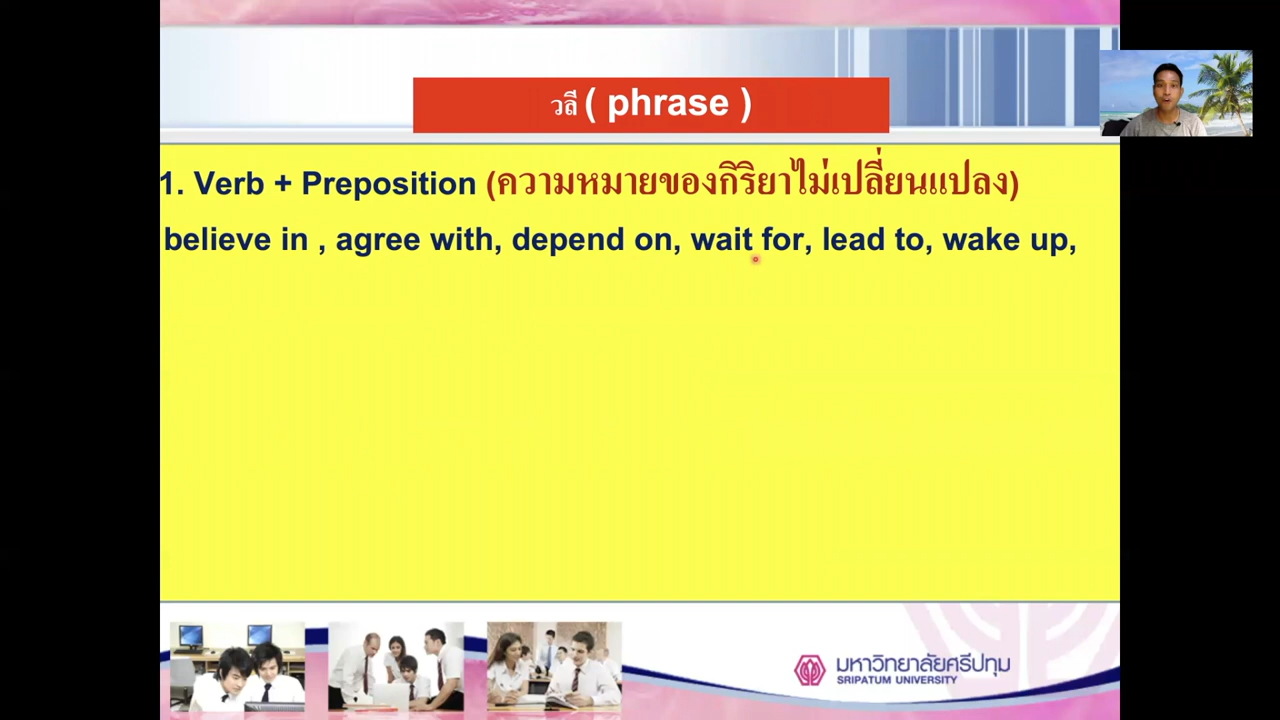 วลี ( phrase )
1. Verb + Preposition (ความหมายของกิริยาไม่เปลี่ยนแปลง)
believe in , agree with, depend on, wait for, lead to, wake up,
มหาวิทยาลัยศรีปทุม
SRIPATUM UNIVERSITY